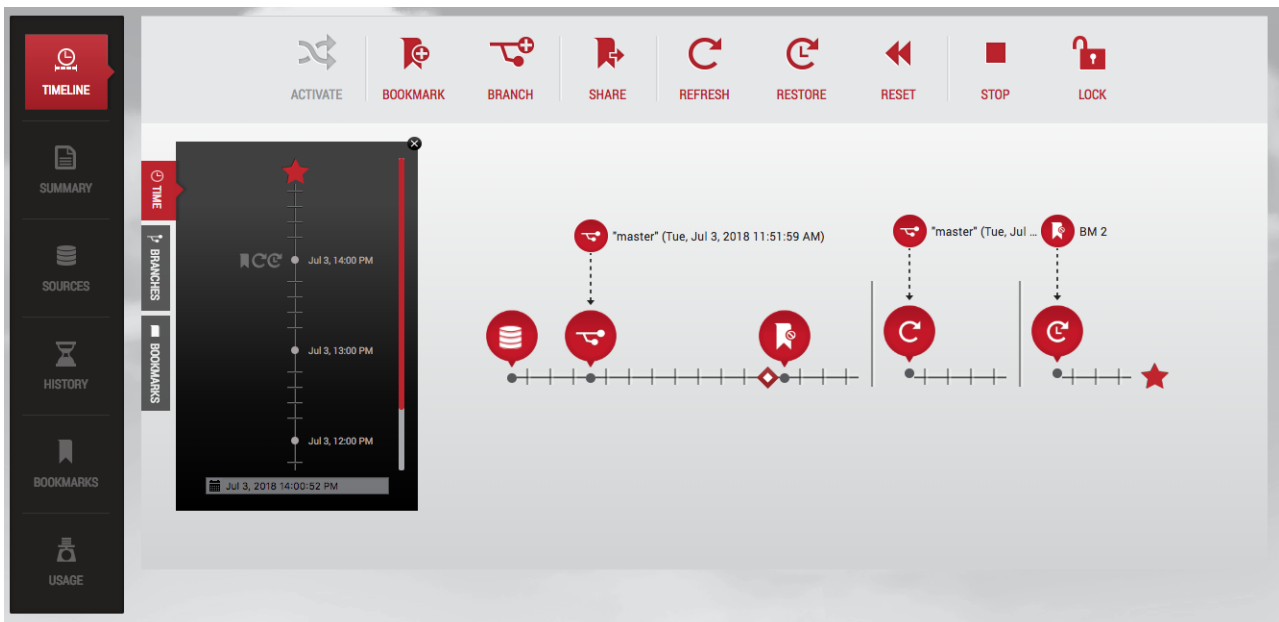 TIMELINE
SUMMARY
SOURCES
HISTORY
BOOKMARKS
USAGE
ACTIVATE
BOOKMARK
BRANCH
SHARE
REFRESH
RESTORE
RESET
STOP
LOCK
TIME
BRANCHES
BOOKMARKS
Jul 3, 14:00 PM
Jul 3, 13:00 PM
Jul 3, 12:00 PM
Jul 3, 2018 14:00:52 PM
"master" (Tue, Jul 3, 2018 11:51:59 AM)
"master" (Tue, Jul ...
BM 2